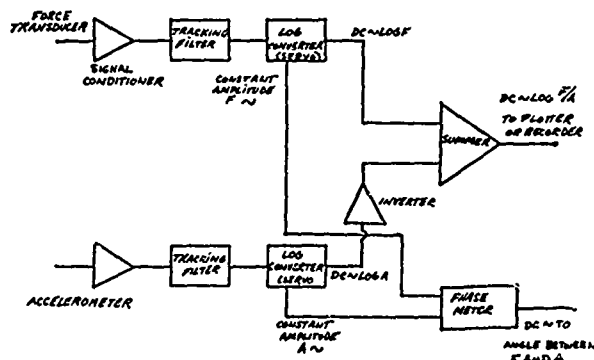 FORCE
TRANSDUCER
SIGNAL
CONDITIONER
TRACKING
FILTER
LOG
CONVERTER
(SERVO)
DC~LOGF
CONSTANT
AMPLITUDE
F ~
SUMMER
DC~LOG F/A
TO PLOTTER
OR RECORDER
INVERTER
ACCELEROMETER
TRACKING
FILTER
LOG
CONVERTER
(SERVO
DC~LOGA
CONSTANT
AMPLITUDE
A ~
PHASE
METER
DC~TO
ANGLE BETWEEN
F AND A